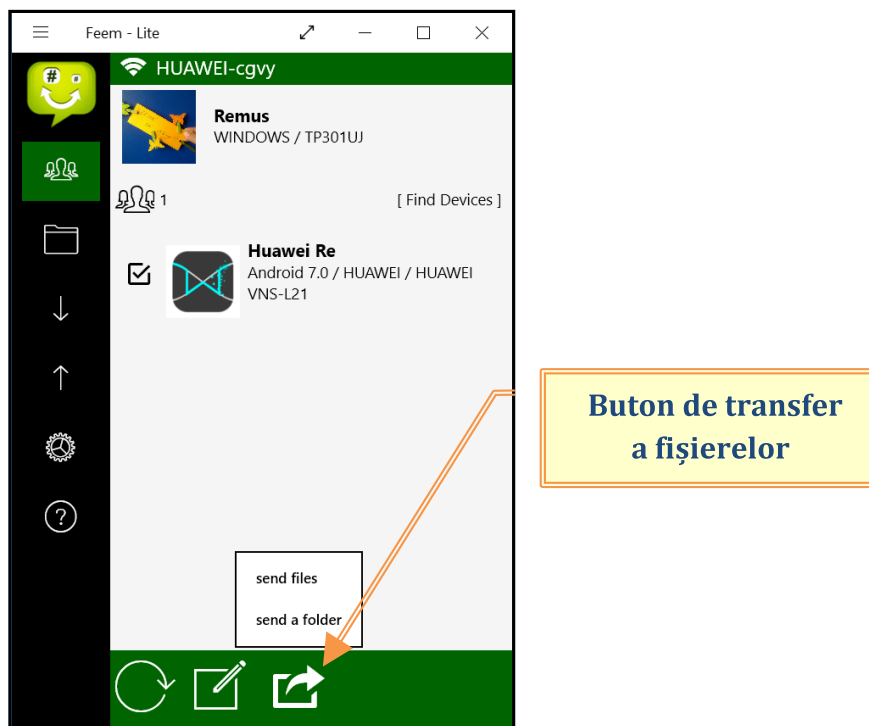 Feem - Lite
HUAWEI-cgvy
Remus
WINDOWS / TP301UJ
1
[ Find Devices ]
Huawei Re
Android 7.0 / HUAWEI / HUAWEI
VNS-L21
Buton de transfer
a fișierelor
send files
send a folder